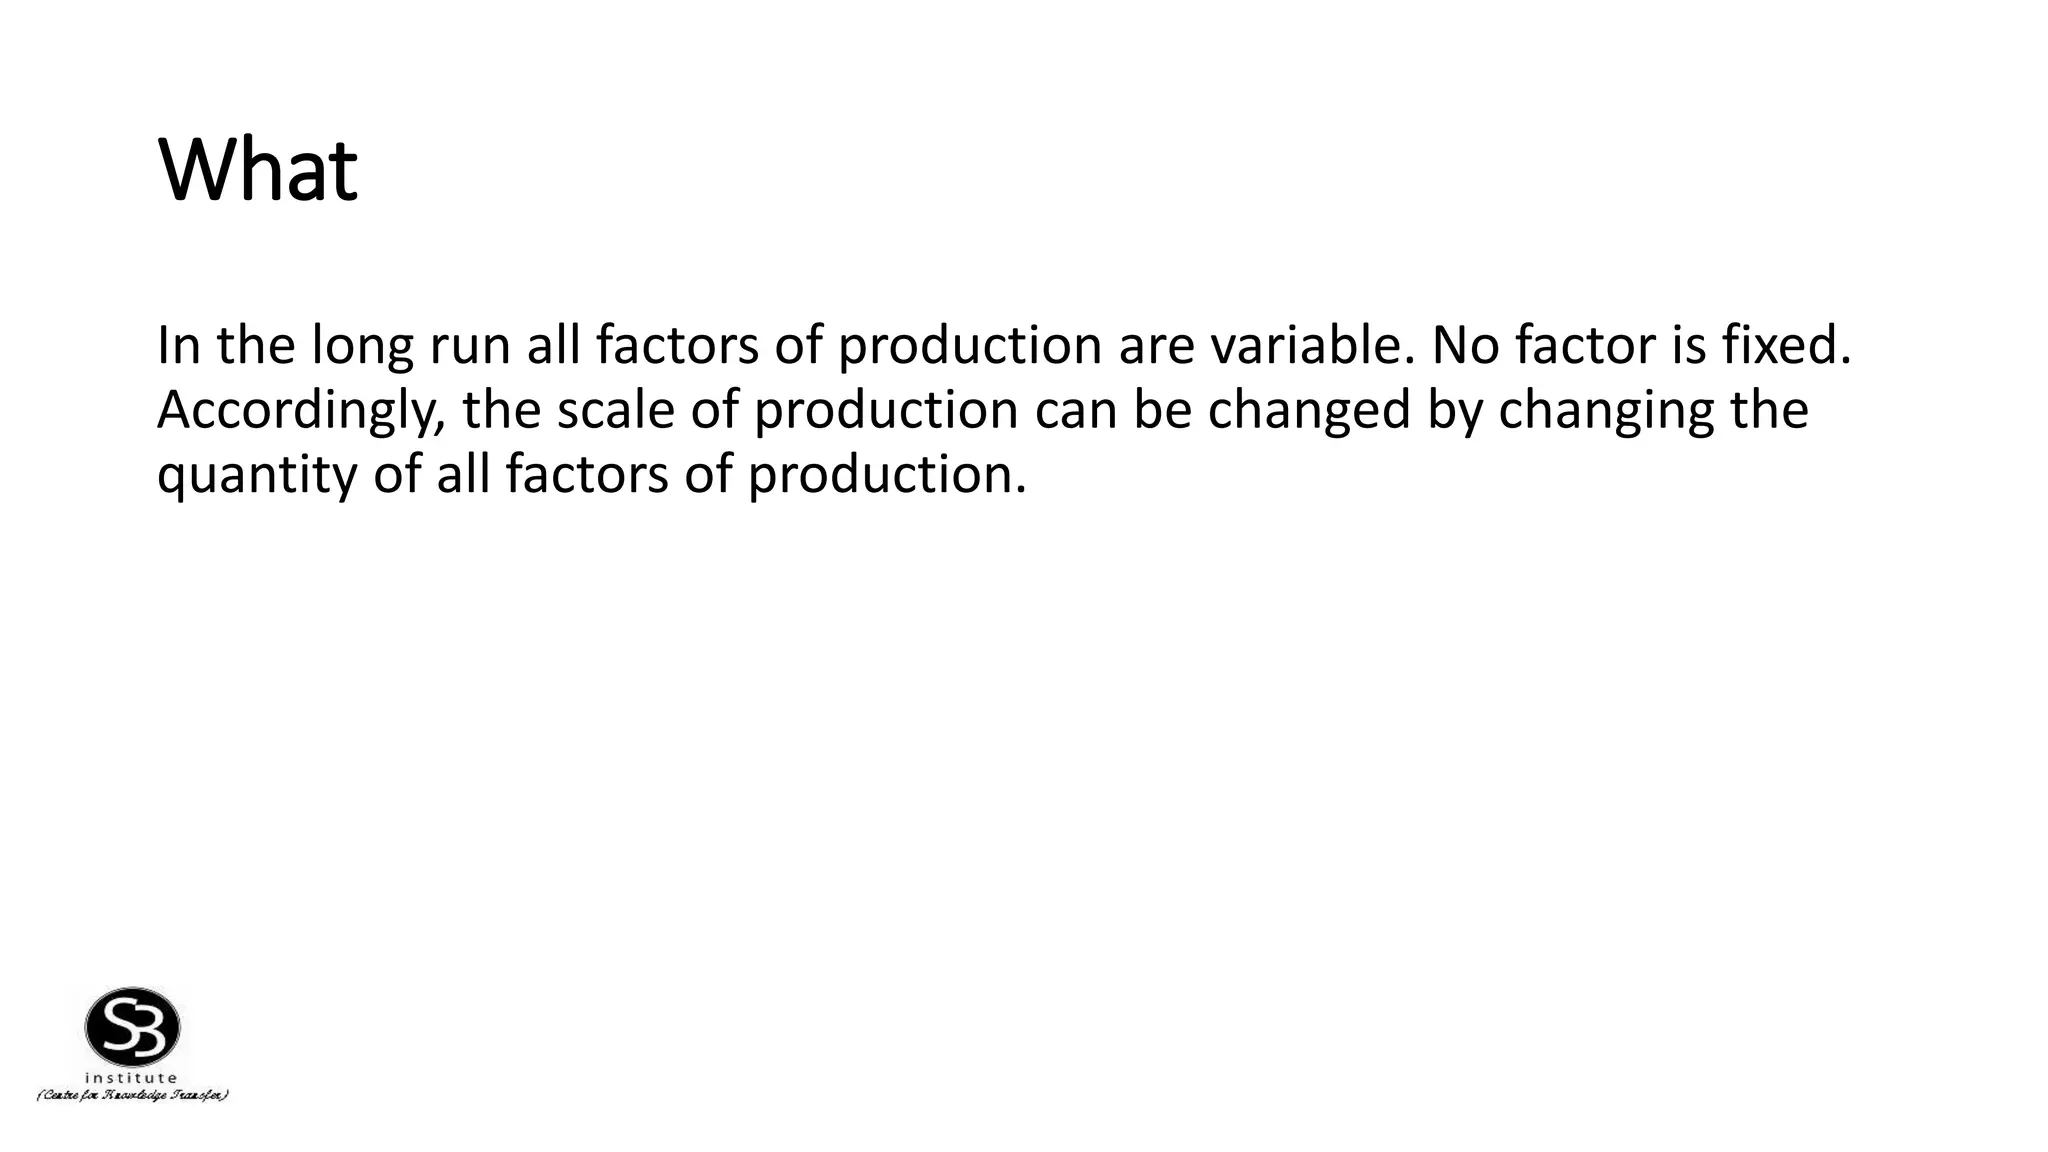 What
In the long run all factors of production are variable. No factor is fixed.
Accordingly, the scale of production can be changed by changing the
quantity of all factors of production.
SB
institute
(Centre for Knowledge Transfer)